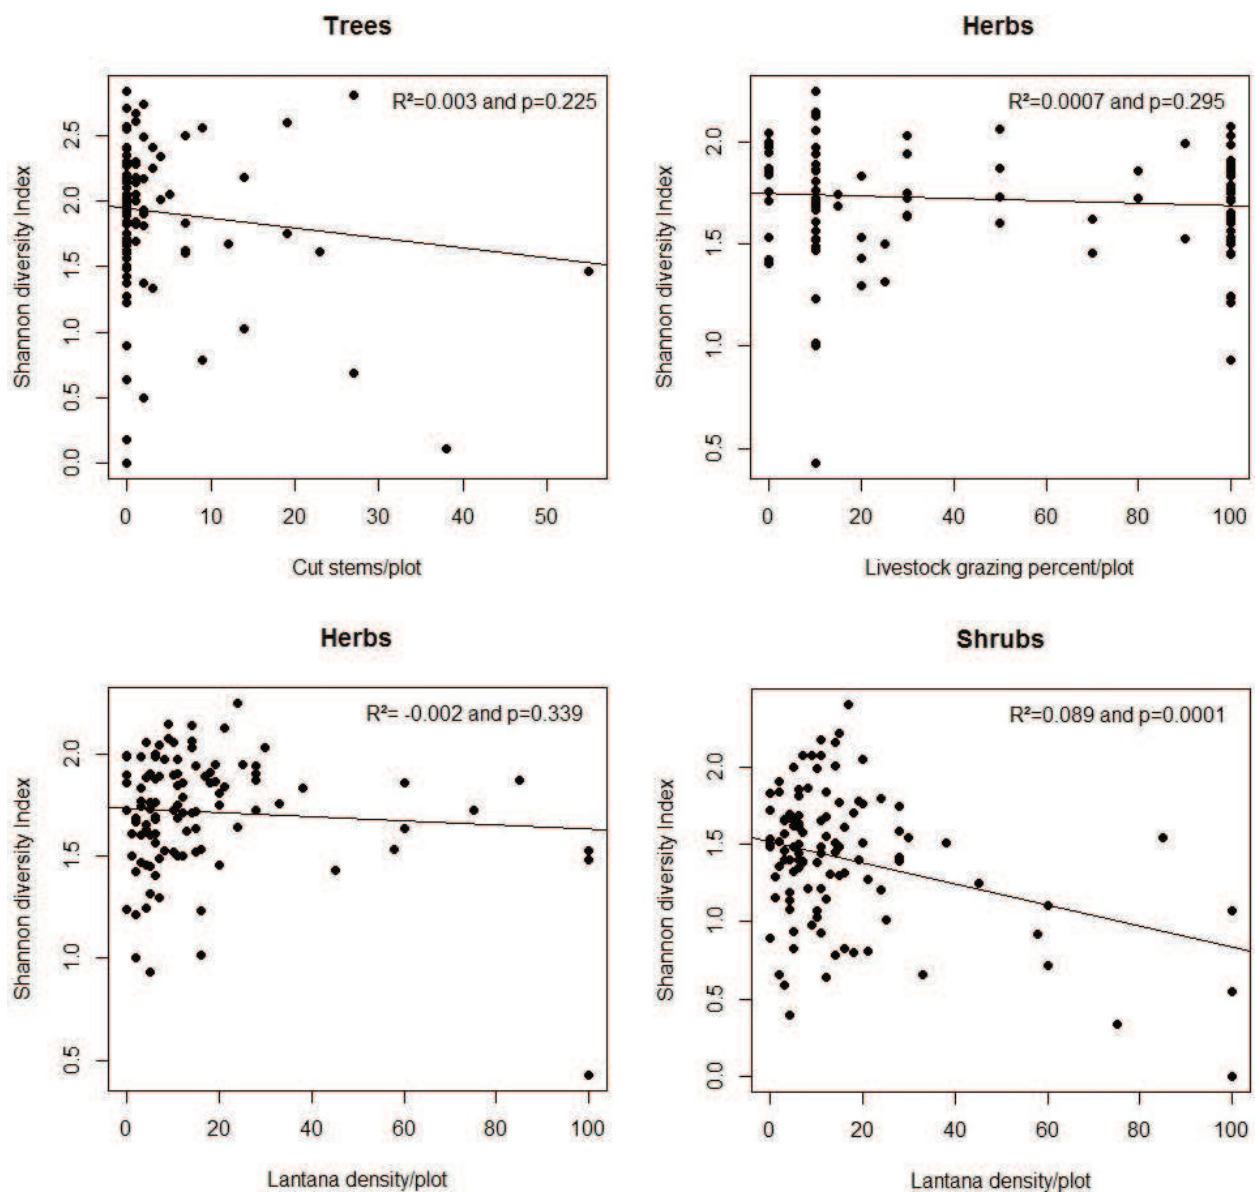 Trees
R²=0.003 and p=0.225
Shannon diversity Index
0.0 0.5 1.0 1.5 2.0 2.5
0 10 20 30 40 50
Cut stems/plot
Herbs
R²=0.0007 and p=0.295
Shannon diversity Index
0.5 1.0 1.5 2.0
0 20 40 60 80 100
Livestock grazing percent/plot
Herbs
R²= -0.002 and p=0.339
Shannon diversity Index
0.5 1.0 1.5 2.0
0 20 40 60 80 100
Lantana density/plot
Shrubs
R²=0.089 and p=0.0001
Shannon diversity Index
0.0 0.5 1.0 1.5 2.0
0 20 40 60 80 100
Lantana density/plot